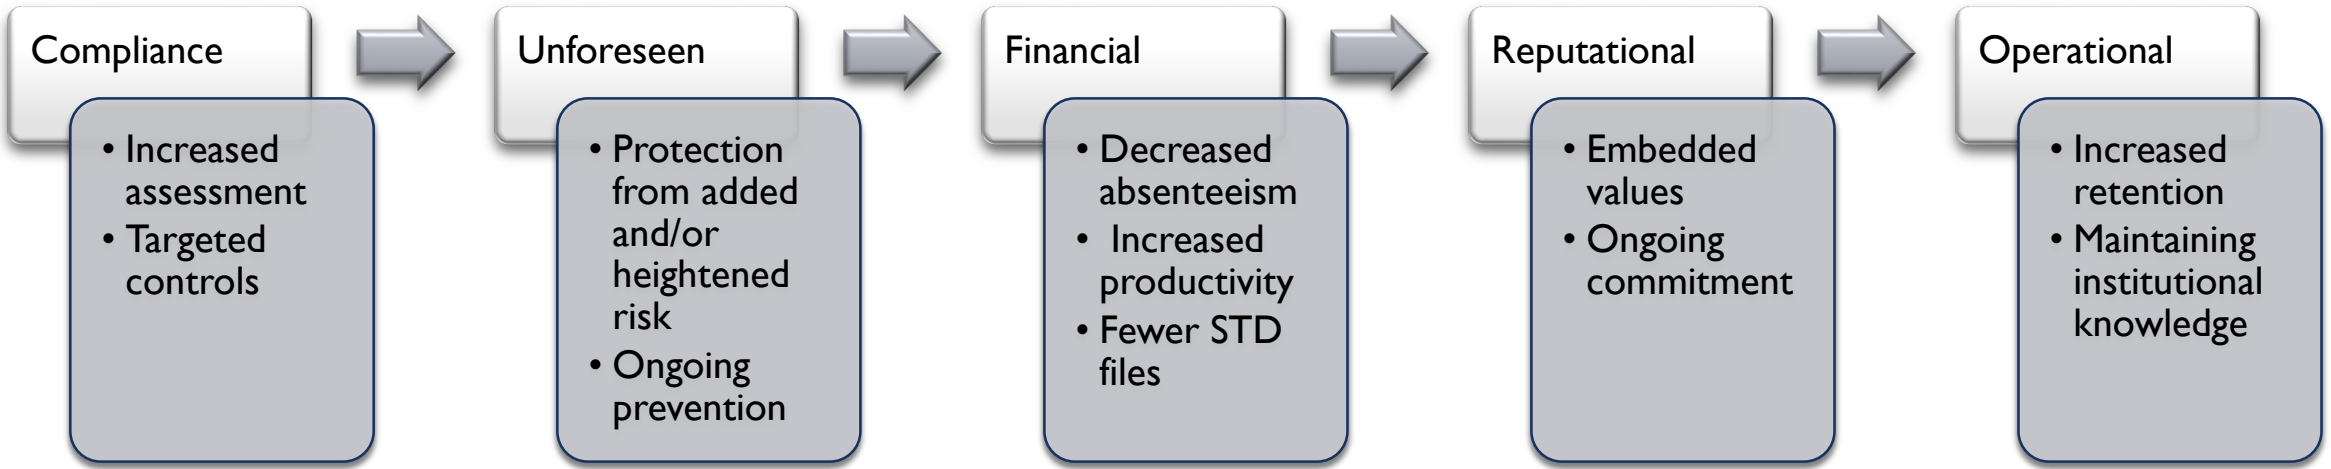 Compliance
• Increased
assessment
• Targeted
controls
Unforeseen
• Protection
from added
and/or
heightened
risk
• Ongoing
prevention
Financial
• Decreased
absenteeism
• Increased
productivity
• Fewer STD
files
Reputational
• Embedded
values
• Ongoing
commitment
Operational
• Increased
retention
• Maintaining
institutional
knowledge